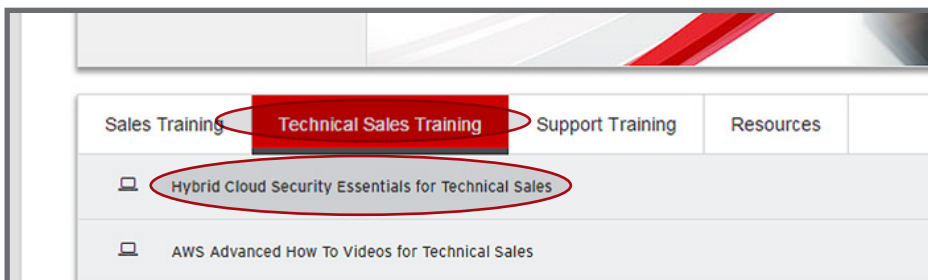 Sales Training Technical Sales Training Support Training Resources
Hybrid Cloud Security Essentials for Technical Sales
AWS Advanced How To Videos for Technical Sales